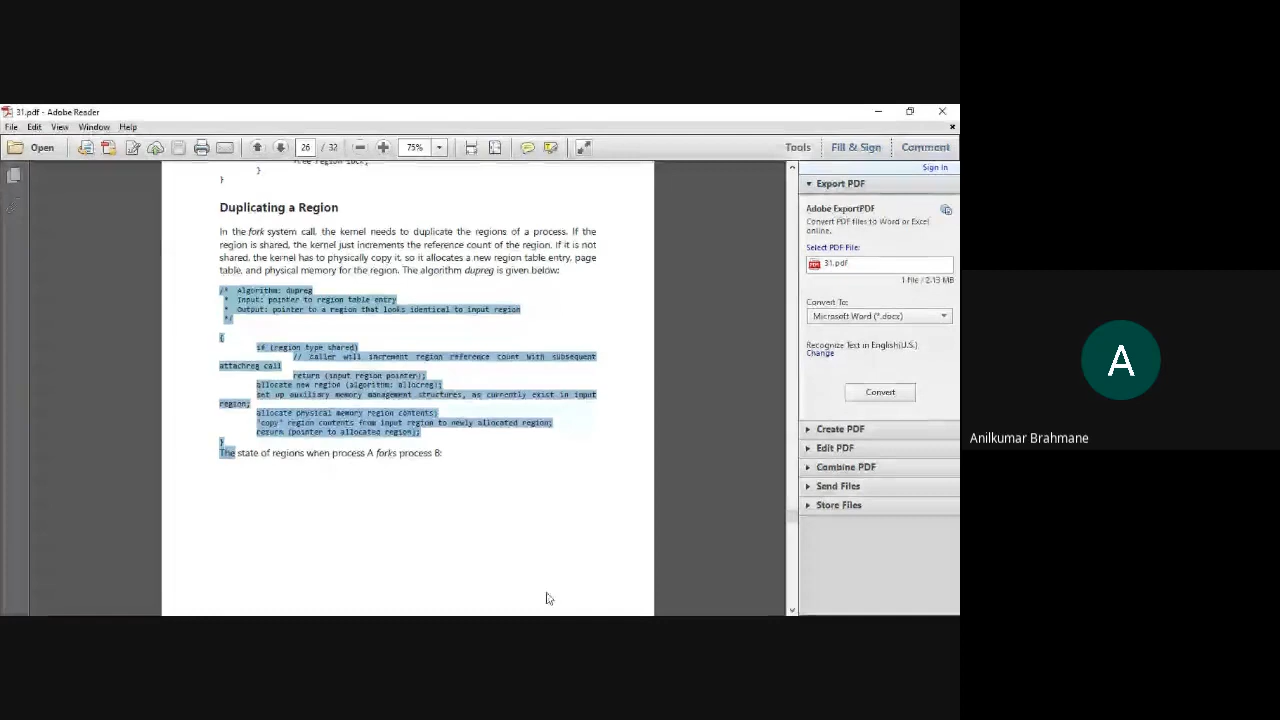 31.pdf - Adobe Reader
File Edit View Window Help
Open 26 / 32 75% Tools Fill & Sign Comment
Sign In
}
}
Duplicating a Region
In the fork system call, the kernel needs to duplicate the regions of a process. If the
region is shared, the kernel just increments the reference count of the region. If it is not
shared, the kernel has to physically copy it, so it allocates a new region table entry, page
table, and physical memory for the region. The algorithm dupreg is given below:
/* Algorithm: dupreg
* Input: pointer to region table entry
* Output: pointer to a region that looks identical to input region
*/
{
if (region type shared)
// caller will increment region reference count with subsequent
attachreg call
return (input region pointer);
allocate new region (algorithm: allocreg);
set up auxiliary memory management structures, as currently exist in input
region;
allocate physical memory region contents;
"copy" region contents from input region to newly allocated region;
return (pointer to allocated region);
}
The state of regions when process A forks process B:
Export PDF
Adobe ExportPDF
Convert PDF files to Word or Excel
online.
Select PDF File:
31.pdf
1 file / 2.13 MB
Convert To:
Microsoft Word (*.docx)
Recognize Text in English(U.S.)
Change
Convert
Create PDF
Edit PDF
Combine PDF
Send Files
Store Files
A
Anilkumar Brahmane